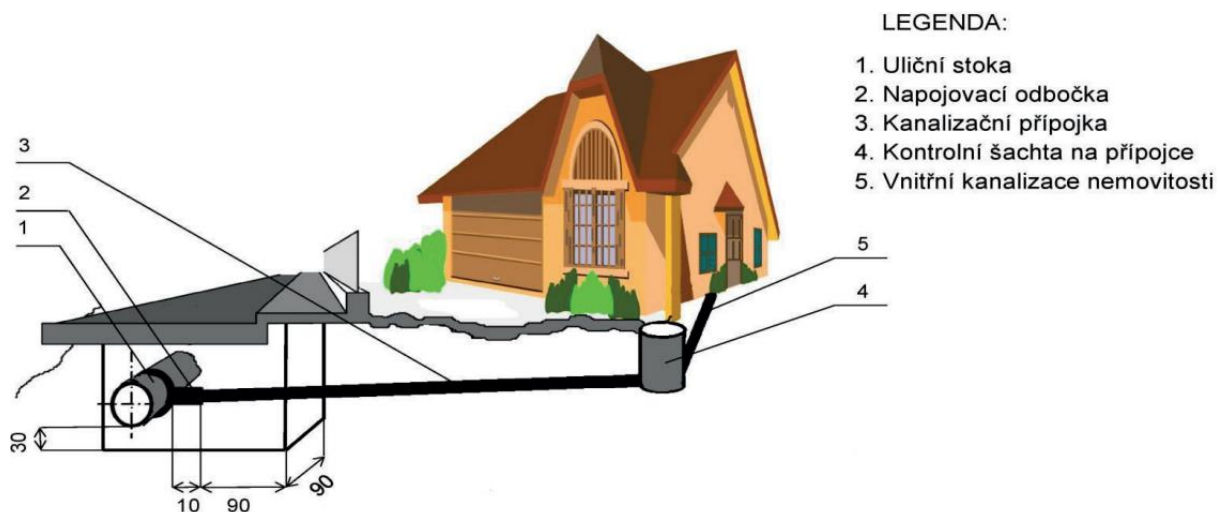 LEGENDA:
1. Uliční stoka
2. Napojovací odbočka
3. Kanalizační přípojka
4. Kontrolní šachta na přípojce
5. Vnitřní kanalizace nemovitosti
3
2
1
5
4
30
10
90
90